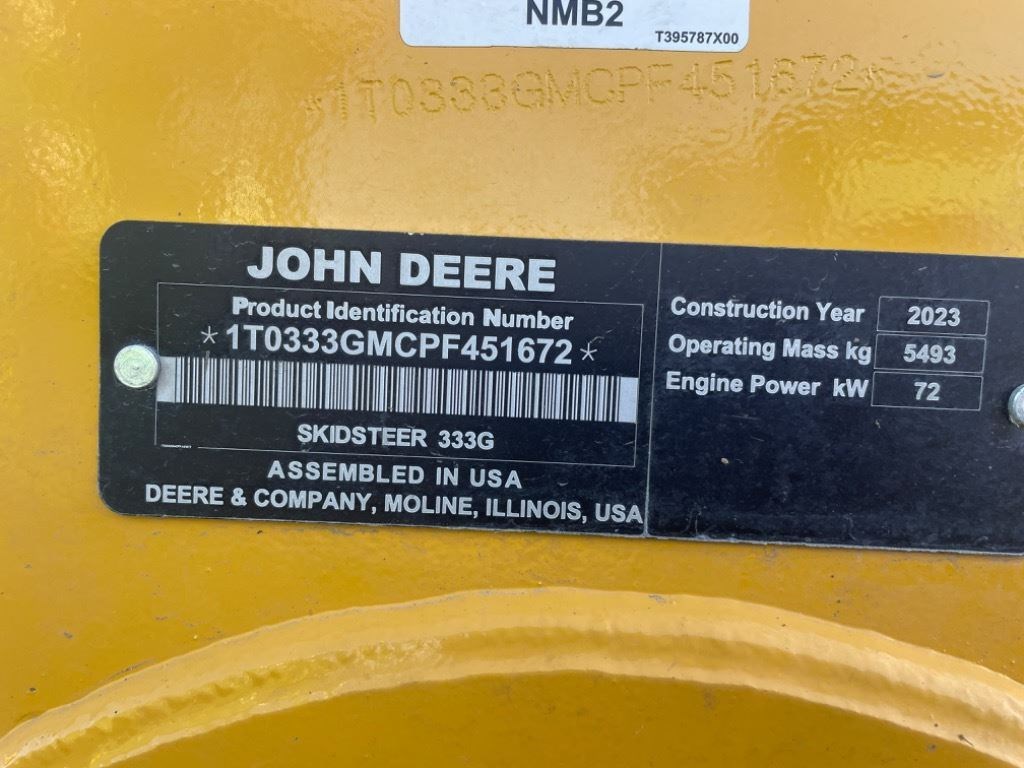 NMB2
T395787X00
*1T0333GMCPF451672*
JOHN DEERE
Product Identification Number
*1T0333GMCPF451672*
SKIDSTEER 333G
ASSEMBLED IN USA
DEERE & COMPANY, MOLINE, ILLINOIS, USA
Construction Year 2023
Operating Mass kg 5493
Engine Power kW 72